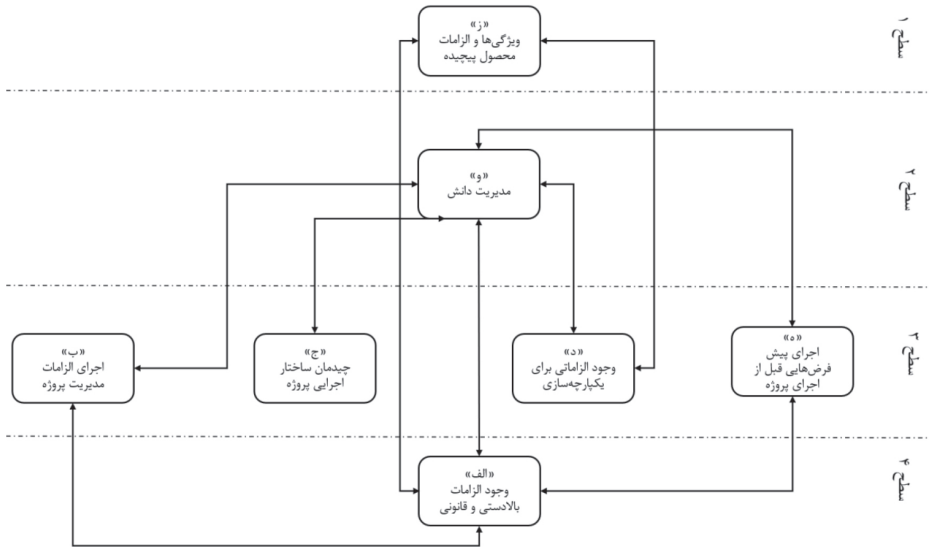 «ز»
ویژگی‌ها و الزامات
محصول پیچیده
سطح ۱
«و»
مدیریت دانش
سطح ۲
«ه»
اجرای پیش
فرض‌هایی قبل از
اجرای پروژه
«د»
وجود الزاماتی برای
یکپارچه‌سازی
«ج»
چیدمان ساختار
اجرایی پروژه
«ب»
اجرای الزامات
مدیریت پروژه
سطح ۳
«الف»
وجود الزامات
بالادستی و قانونی
سطح ۴